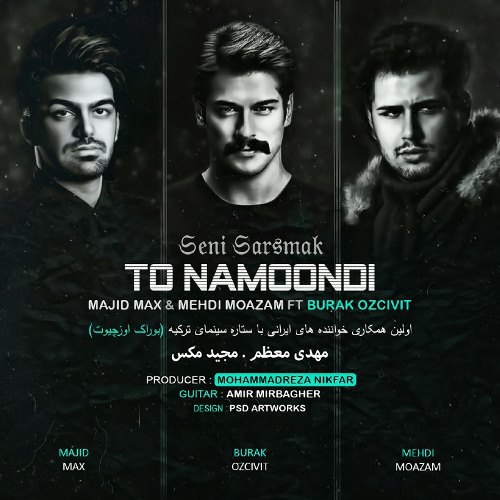 Seni Sarsmak
TO NAMOONDI
MAJID MAX & MEHDI MOAZAM FT BURAK OZCIVIT
اولین همکاری خواننده های ایرانی با ستاره سینمای ترکیه (بوراک اوزچیوت)
مهدی معظم . مجید مکس
PRODUCER : MOHAMMADREZA NIKFAR
GUITAR : AMIR MIRBAGHER
DESIGN : PSD ARTWORKS
MÁJID BURAK MEHDI
MAX OZCIVIT MOAZAM